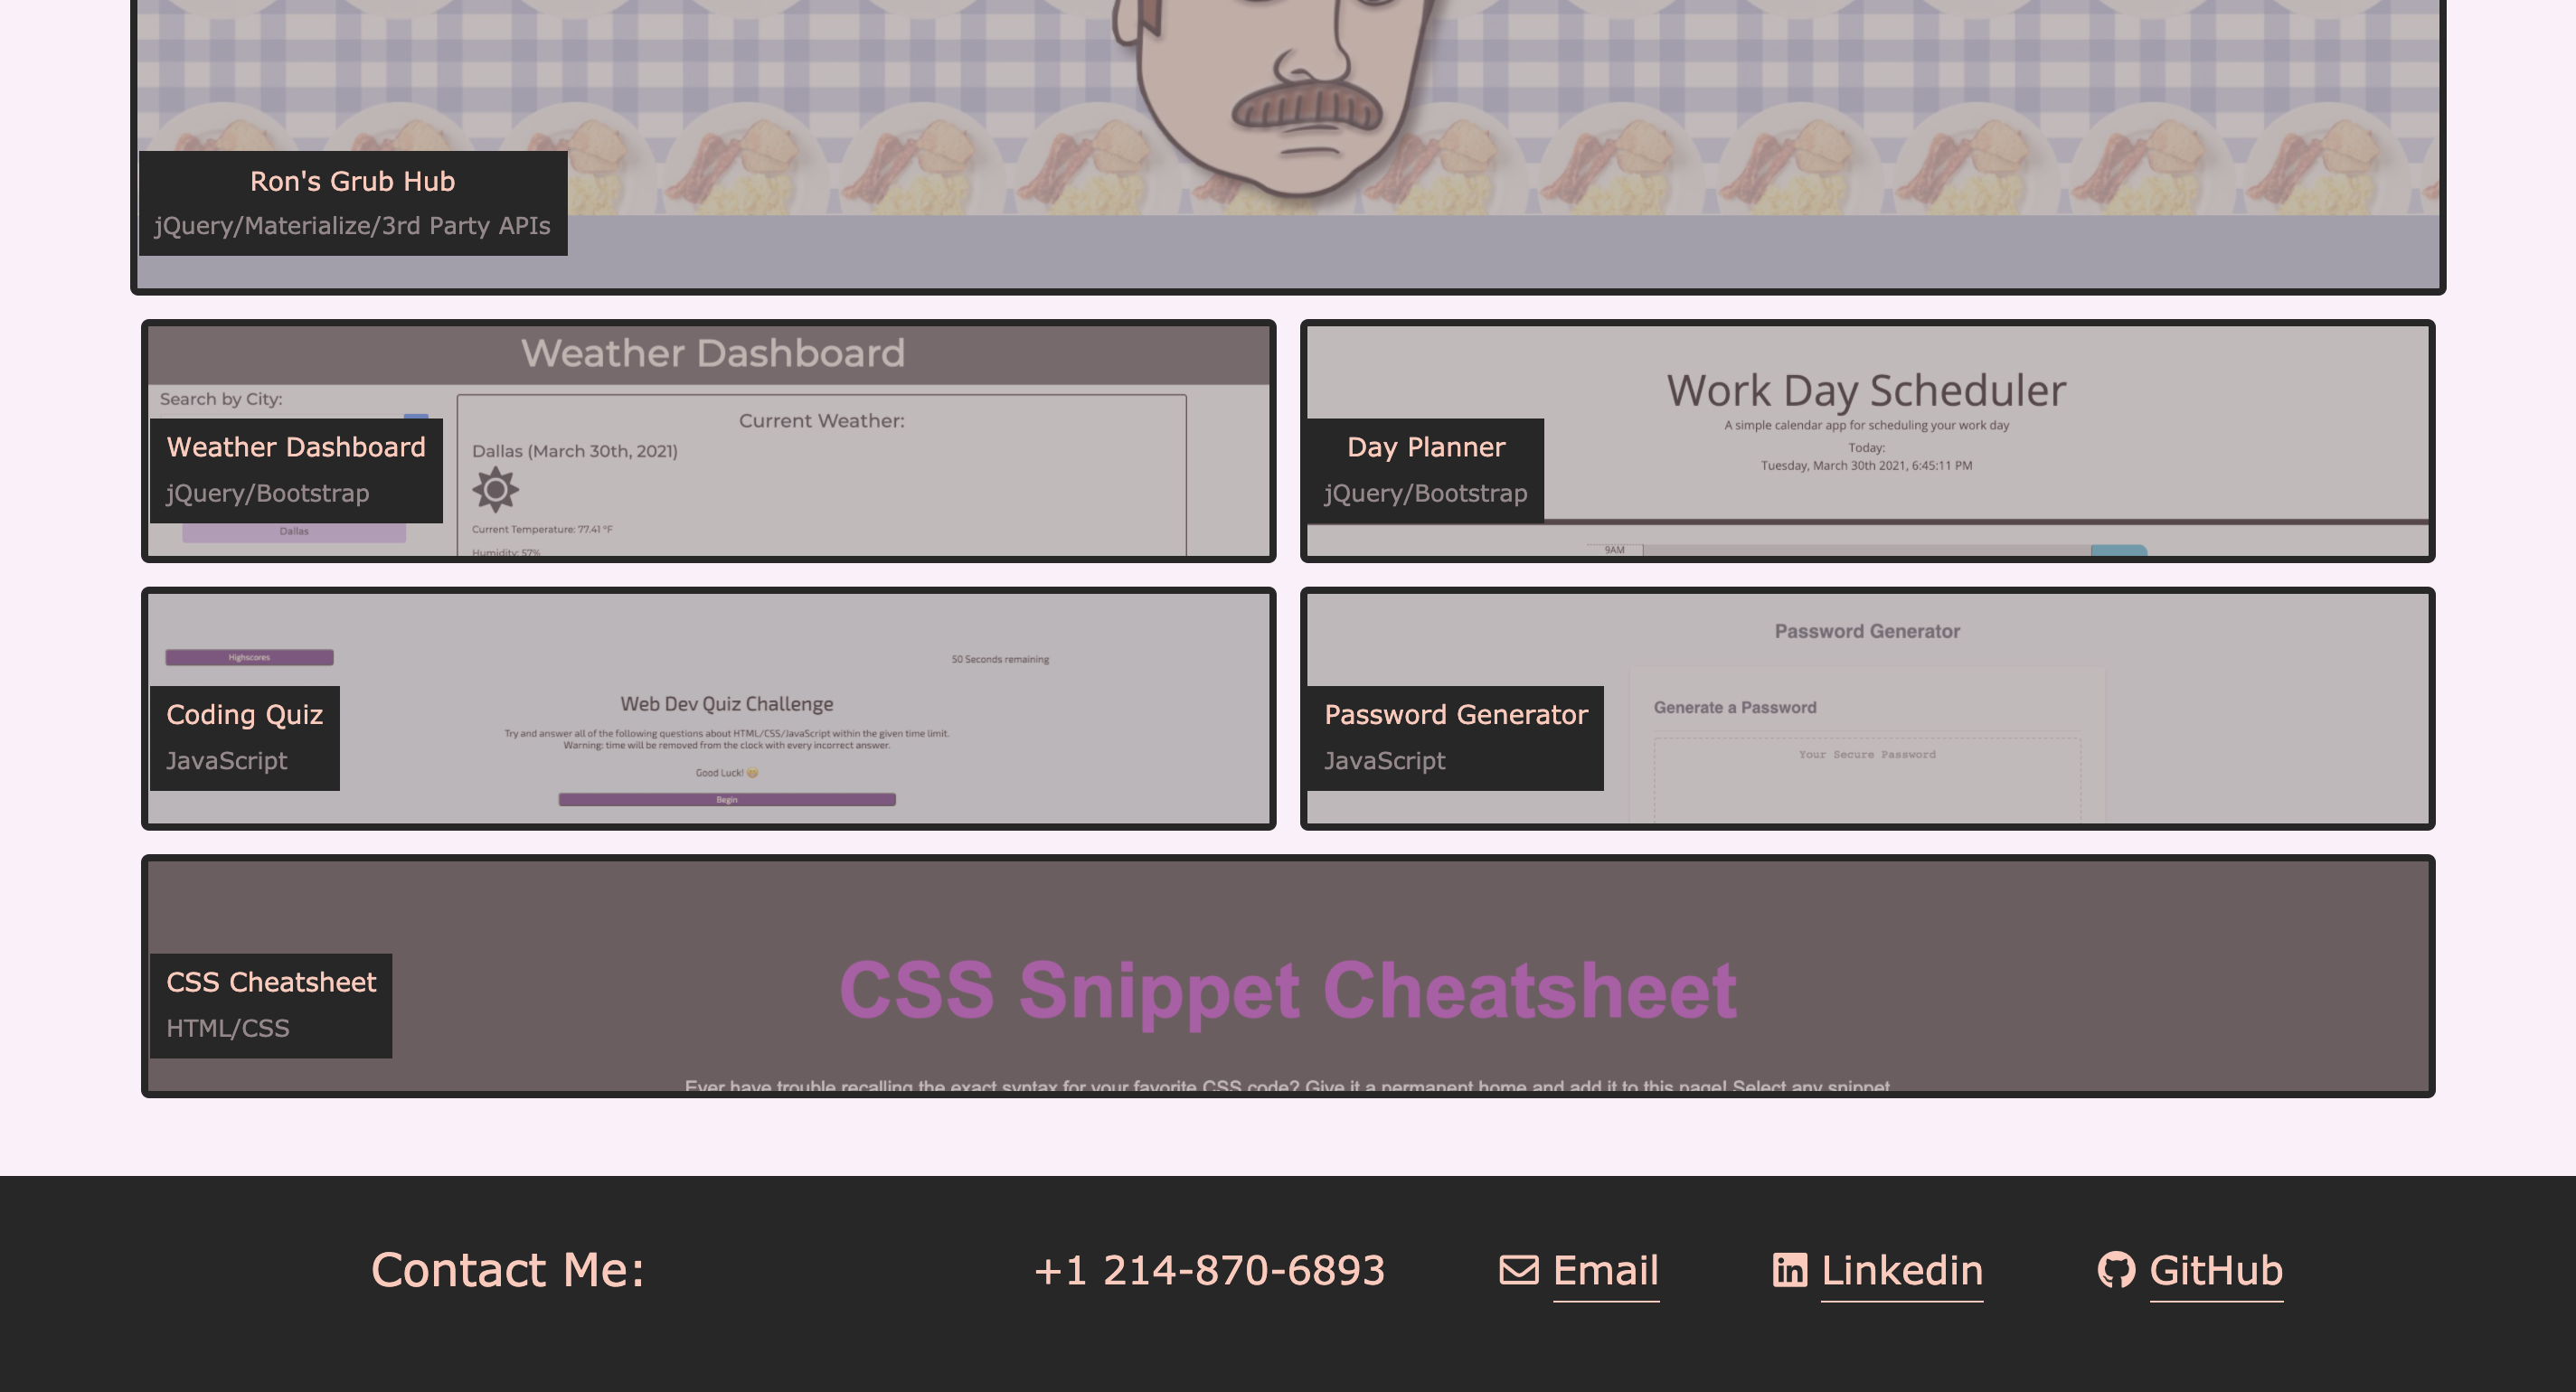 Ron's Grub Hub
jQuery/Materialize/3rd Party APIs
Weather Dashboard
Search by City:
Current Weather:
Dallas (March 30th, 2021)
Weather Dashboard
jQuery/Bootstrap
Current Temperature: 77.41 °F
Dallas
Humidity: 57%
Work Day Scheduler
A simple calendar app for scheduling your work day
Today:
Tuesday, March 30th 2021, 6:45:11 PM
Day Planner
jQuery/Bootstrap
9AM
Highscores
50 Seconds remaining
Web Dev Quiz Challenge
Try and answer all of the following questions about HTML/CSS/JavaScript within the given time limit.
Warning: time will be removed from the clock with every incorrect answer.
Good Luck! 😄
Begin
Coding Quiz
JavaScript
Password Generator
Generate a Password
Your Secure Password
Password Generator
JavaScript
CSS Snippet Cheatsheet
Ever have trouble recalling the exact syntax for your favorite CSS code? Give it a permanent home and add it to this page! Select any snippet
CSS Cheatsheet
HTML/CSS
Contact Me:
+1 214-870-6893
Email
Linkedin
GitHub